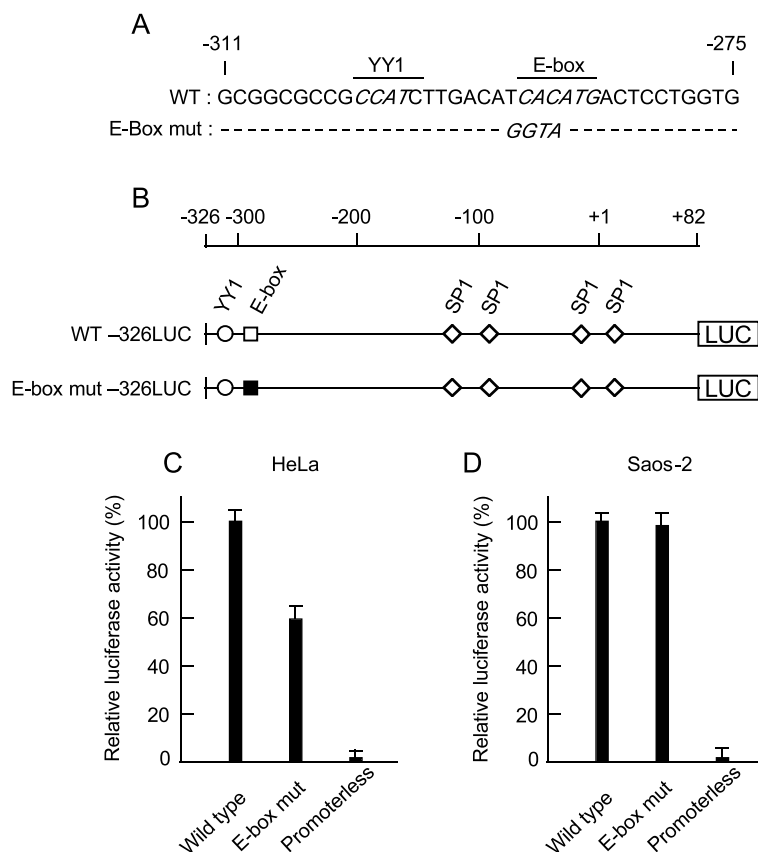 A
-311 -275
YY1 E-box
WT : GCGGCGCCGCCATCTTGACATCACATGACTCCTGGTG
E-Box mut : GGTA
B
-326 -300 -200 -100 +1 +82
YY1 E-box SP1 SP1 SP1 SP1
WT –326LUC LUC
E-box mut –326LUC LUC
C HeLa
Relative luciferase activity (%)
100
80
60
40
20
0
Wild type E-box mut Promoterless
D Saos-2
Relative luciferase activity (%)
100
80
60
40
20
0
Wild type E-box mut Promoterless